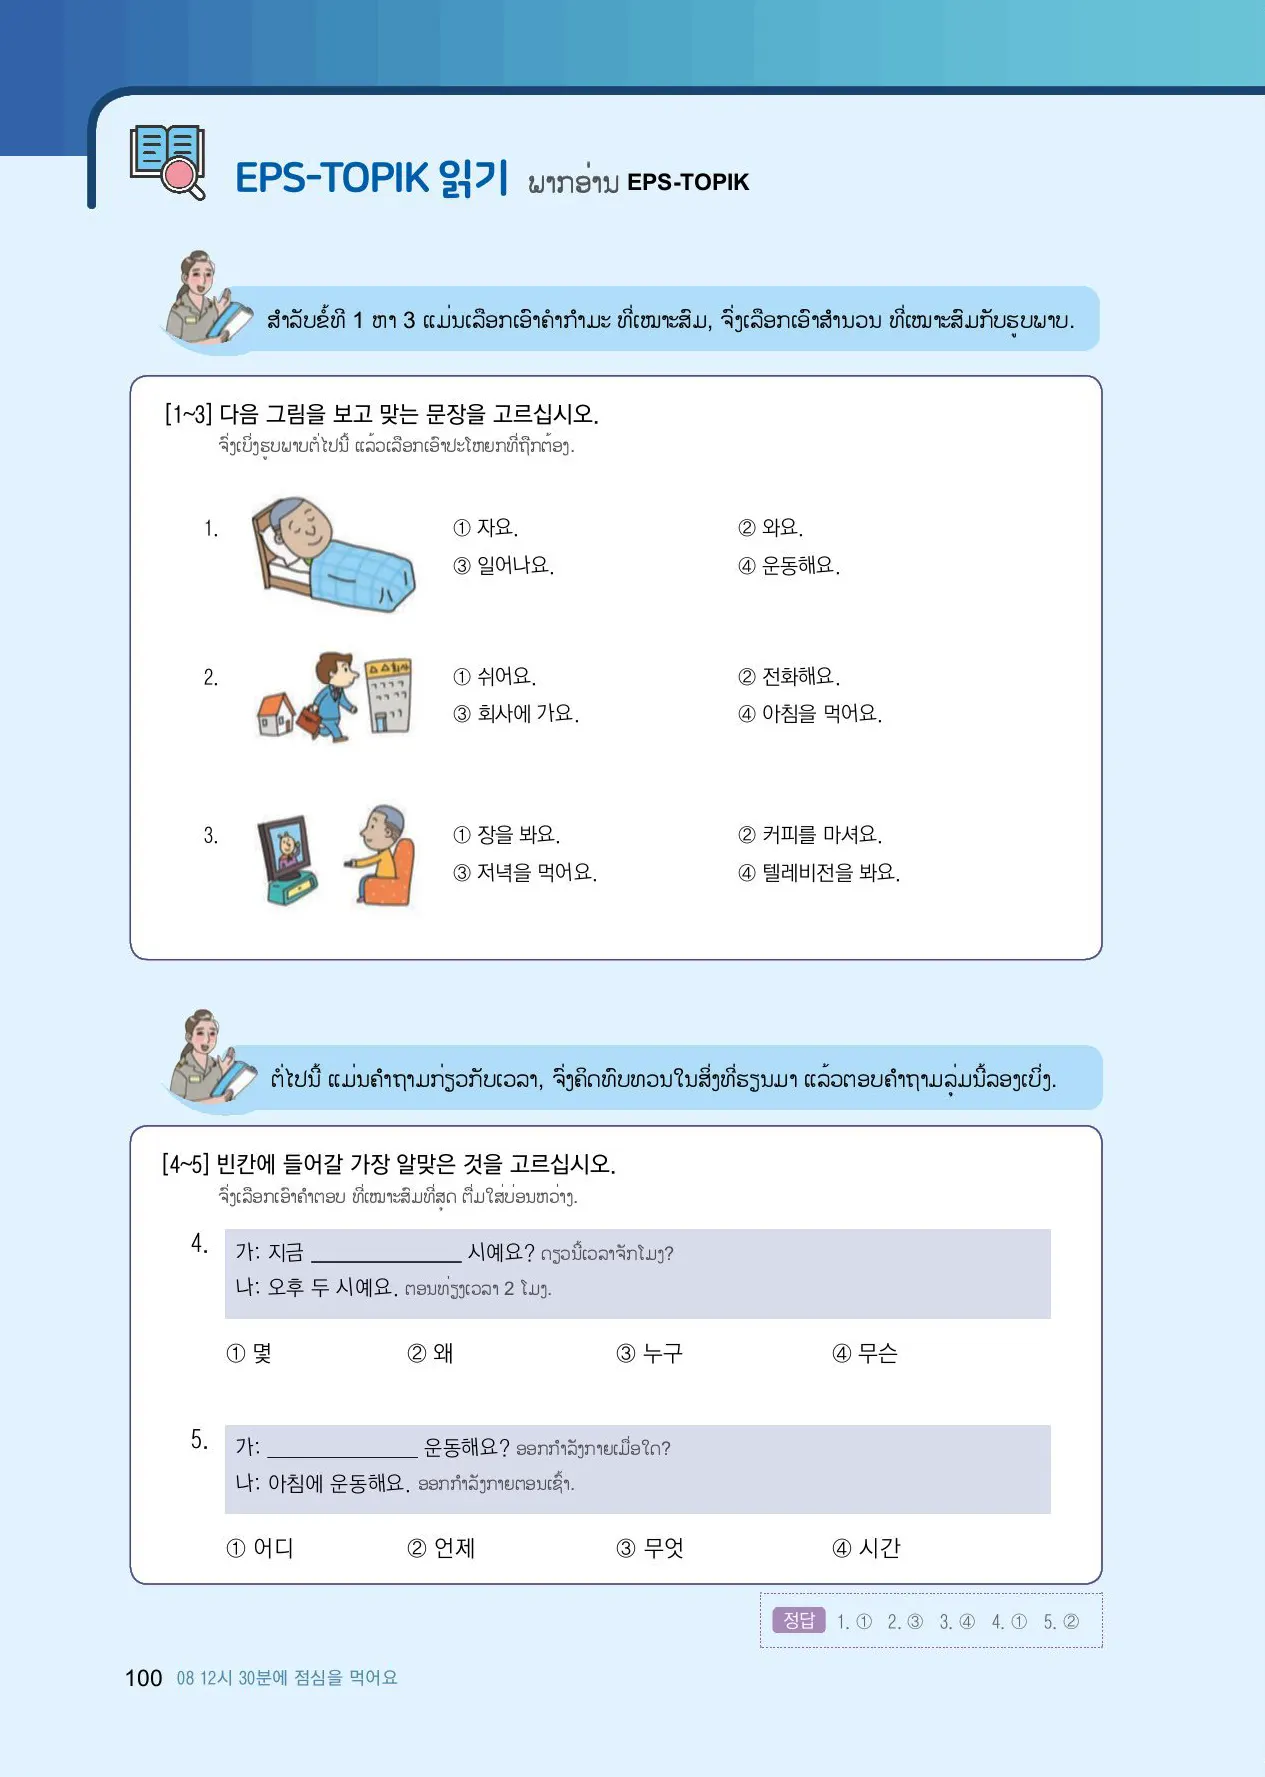 EPS-TOPIK 읽기 ພາກອ່ານ EPS-TOPIK
ສຳລັບຂໍ້ທີ 1 ຫາ 3 ແມ່ນເລືອກເອົາຄຳກຳມະ ທີ່ເໝາະສົມ, ຈົ່ງເລືອກເອົາສຳນວນ ທີ່ເໝາະສົມກັບຮູບພາບ.
[1~3] 다음 그림을 보고 맞는 문장을 고르십시오.
ຈົ່ງເບິ່ງຮູບພາບຕໍ່ໄປນີ້ ແລ້ວເລືອກເອົາປະໂຫຍກທີ່ຖືກຕ້ອງ.
1. ① 자요. ② 와요.
③ 일어나요. ④ 운동해요.
2. ① 쉬어요. ② 전화해요.
△△회사
③ 회사에 가요. ④ 아침을 먹어요.
3. ① 장을 봐요. ② 커피를 마셔요.
③ 저녁을 먹어요. ④ 텔레비전을 봐요.
ຕໍ່ໄປນີ້ ແມ່ນຄຳຖາມກ່ຽວກັບເວລາ, ຈົ່ງຄິດທົບທວນໃນສິ່ງທີ່ຮຽນມາ ແລ້ວຕອບຄຳຖາມລຸ່ມນີ້ລອງເບິ່ງ.
[4~5] 빈칸에 들어갈 가장 알맞은 것을 고르십시오.
ຈົ່ງເລືອກເອົາຄຳຕອບ ທີ່ເໝາະສົມທີ່ສຸດ ຕື່ມໃສ່ບ່ອນຫວ່າງ.
4. 가: 지금 ______________ 시예요? ດຽວນີ້ເວລາຈັກໂມງ?
나: 오후 두 시예요. ຕອນທ່ຽງເວລາ 2 ໂມງ.
① 몇 ② 왜 ③ 누구 ④ 무슨
5. 가: ______________ 운동해요? ອອກກຳລັງກາຍເມື່ອໃດ?
나: 아침에 운동해요. ອອກກຳລັງກາຍຕອນເຊົ້າ.
① 어디 ② 언제 ③ 무엇 ④ 시간
정답 1. ① 2. ③ 3. ④ 4. ① 5. ②
100 08 12시 30분에 점심을 먹어요